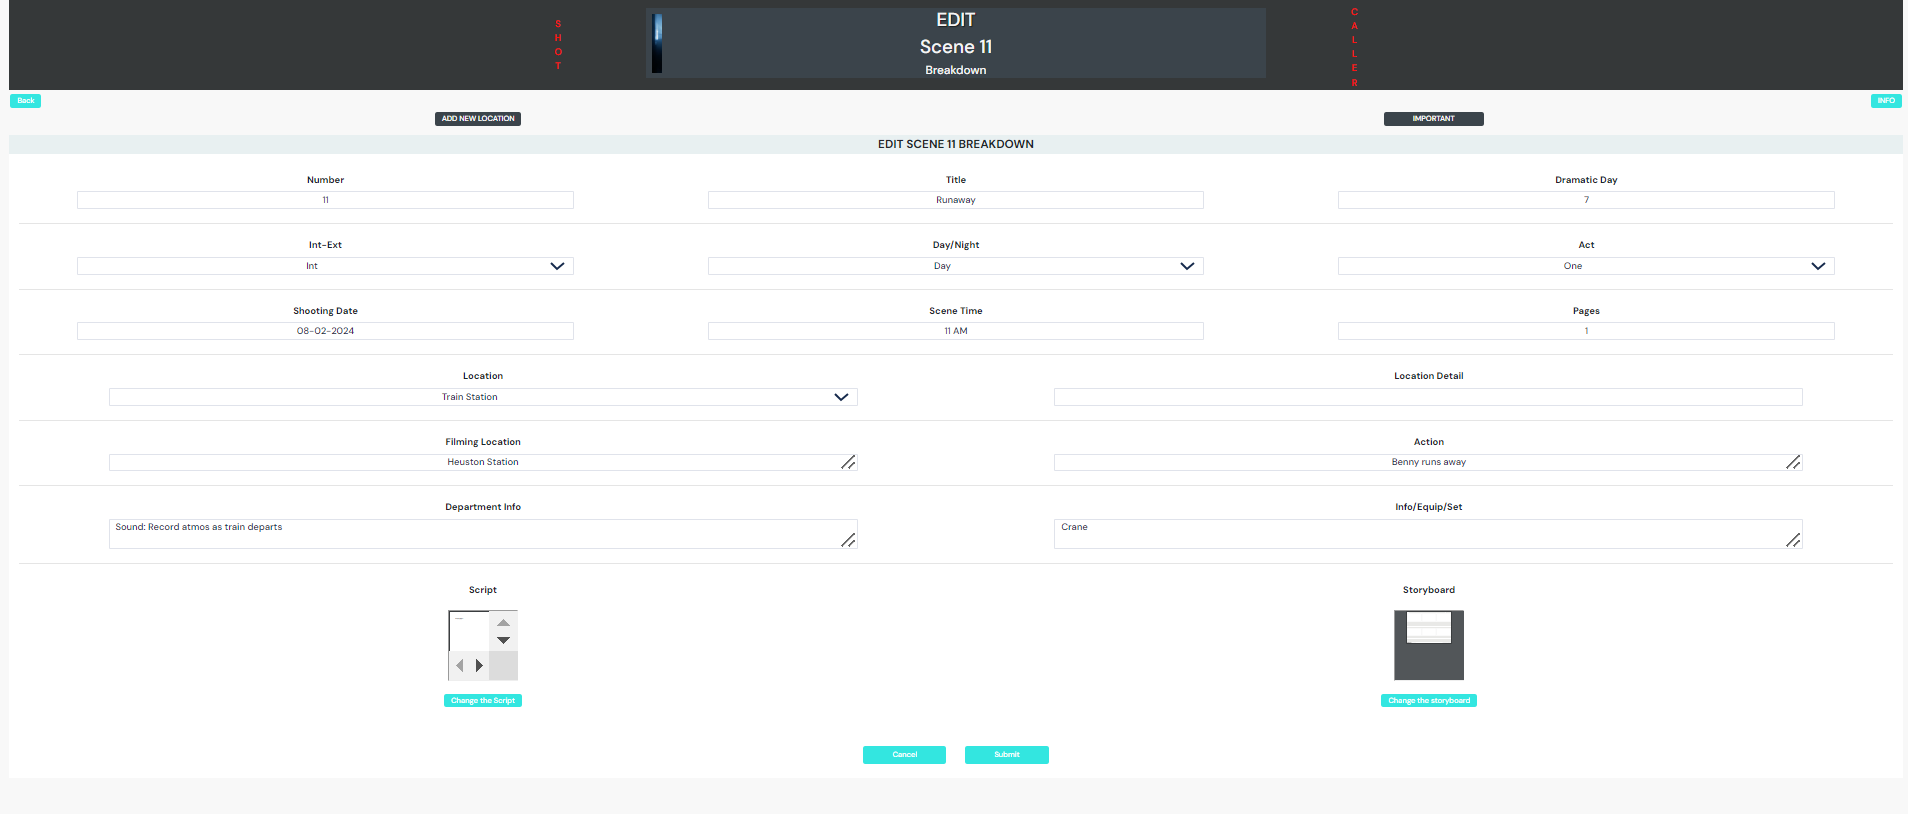 SHOT
EDIT
Scene 11
Breakdown
CALLER
Back
INFO
ADD NEW LOCATION
IMPORTANT
EDIT SCENE 11 BREAKDOWN
Number
Title
Dramatic Day
11
Runaway
7
Int-Ext
Day/Night
Act
Int
Day
One
Shooting Date
Scene Time
Pages
08-02-2024
11 AM
1
Location
Location Detail
Train Station
Filming Location
Action
Heuston Station
Benny runs away
Department Info
Info/Equip/Set
Sound: Record atmos as train departs
Crane
Script
Storyboard
Change the Script
Change the storyboard
Cancel
Submit